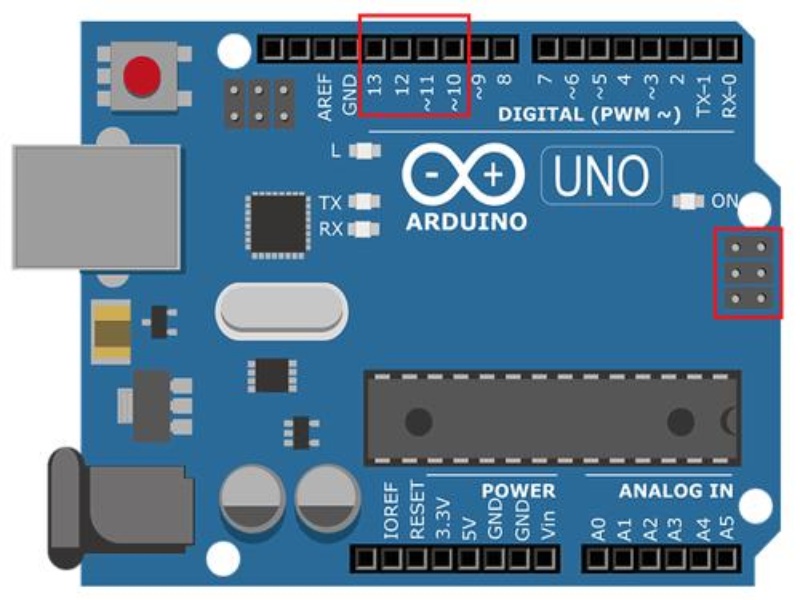 AREF
GND
13
12
~11
~10
~9
8
7
~6
~5
4
~3
2
TX-1
RX-0
DIGITAL (PWM ~)
L
TX
RX
- +
ARDUINO
UNO
ON
POWER
ANALOG IN
IOREF
RESET
3.3V
5V
GND
GND
Vin
A0
A1
A2
A3
A4
A5